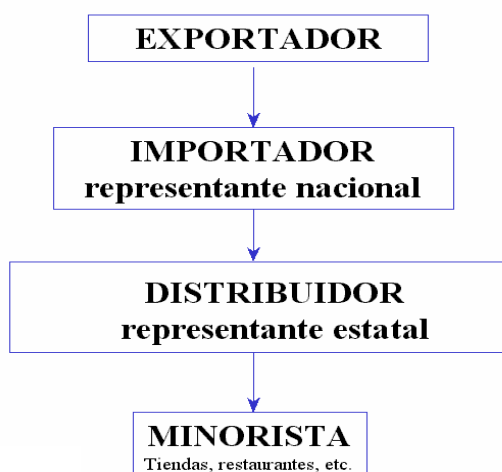 EXPORTADOR
IMPORTADOR
representante nacional
DISTRIBUIDOR
representante estatal
MINORISTA
Tiendas, restaurantes, etc.